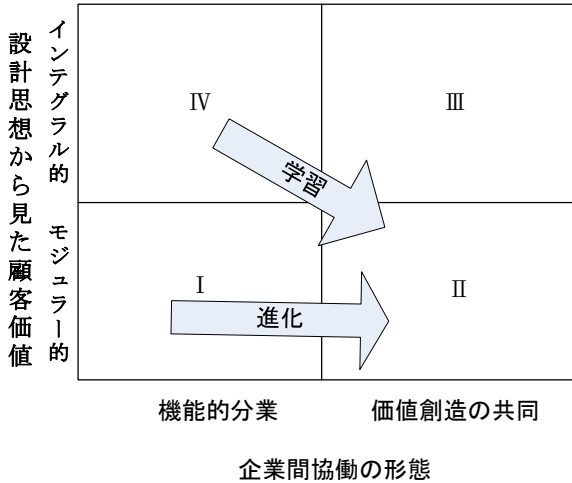 設計思想から見た顧客価値
インテグラル的
モジュラー的
Ⅳ
Ⅲ
学習
Ⅰ
Ⅱ
進化
機能的分業
価値創造の共同
企業間協働の形態